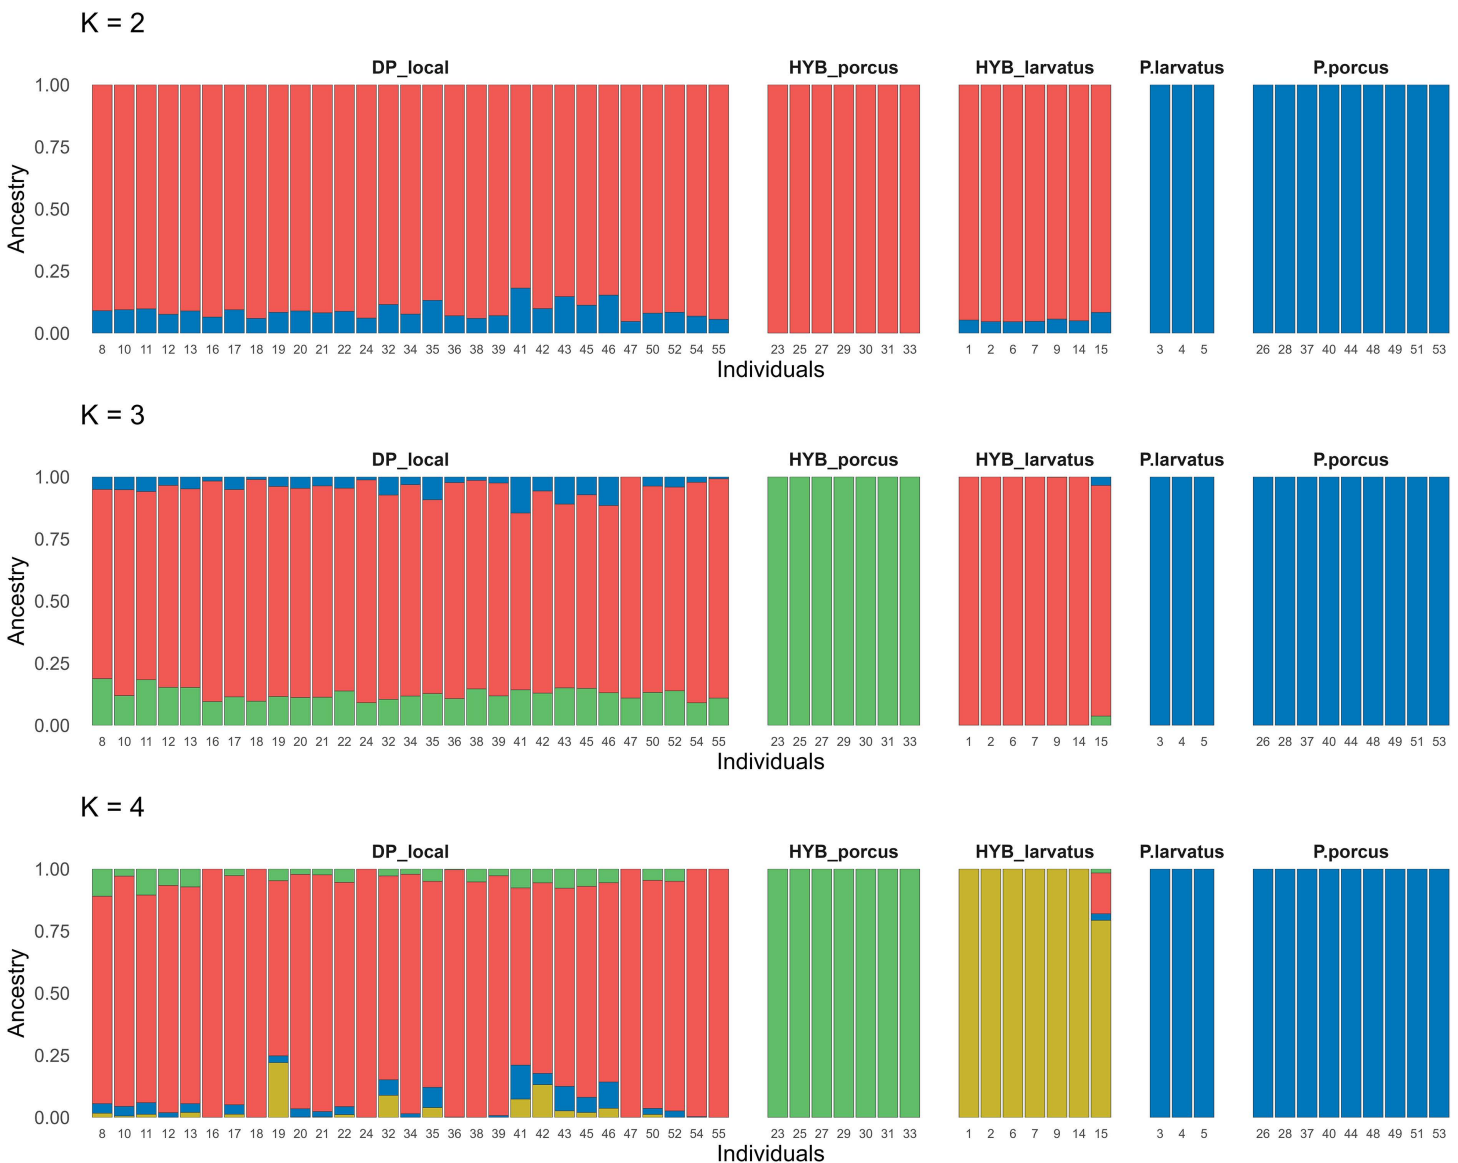 K = 2
DP_local HYB_porcus HYB_larvatus P.larvatus P.porcus
1.00
0.75
0.50
0.25
0.00
Ancestry
8 10 11 12 13 16 17 18 19 20 21 22 24 32 34 35 36 38 39 41 42 43 45 46 47 50 52 54 55 23 25 27 29 30 31 33 1 2 6 7 9 14 15 3 4 5 26 28 37 40 44 48 49 51 53
Individuals
K = 3
DP_local HYB_porcus HYB_larvatus P.larvatus P.porcus
1.00
0.75
0.50
0.25
0.00
Ancestry
8 10 11 12 13 16 17 18 19 20 21 22 24 32 34 35 36 38 39 41 42 43 45 46 47 50 52 54 55 23 25 27 29 30 31 33 1 2 6 7 9 14 15 3 4 5 26 28 37 40 44 48 49 51 53
Individuals
K = 4
DP_local HYB_porcus HYB_larvatus P.larvatus P.porcus
1.00
0.75
0.50
0.25
0.00
Ancestry
8 10 11 12 13 16 17 18 19 20 21 22 24 32 34 35 36 38 39 41 42 43 45 46 47 50 52 54 55 23 25 27 29 30 31 33 1 2 6 7 9 14 15 3 4 5 26 28 37 40 44 48 49 51 53
Individuals